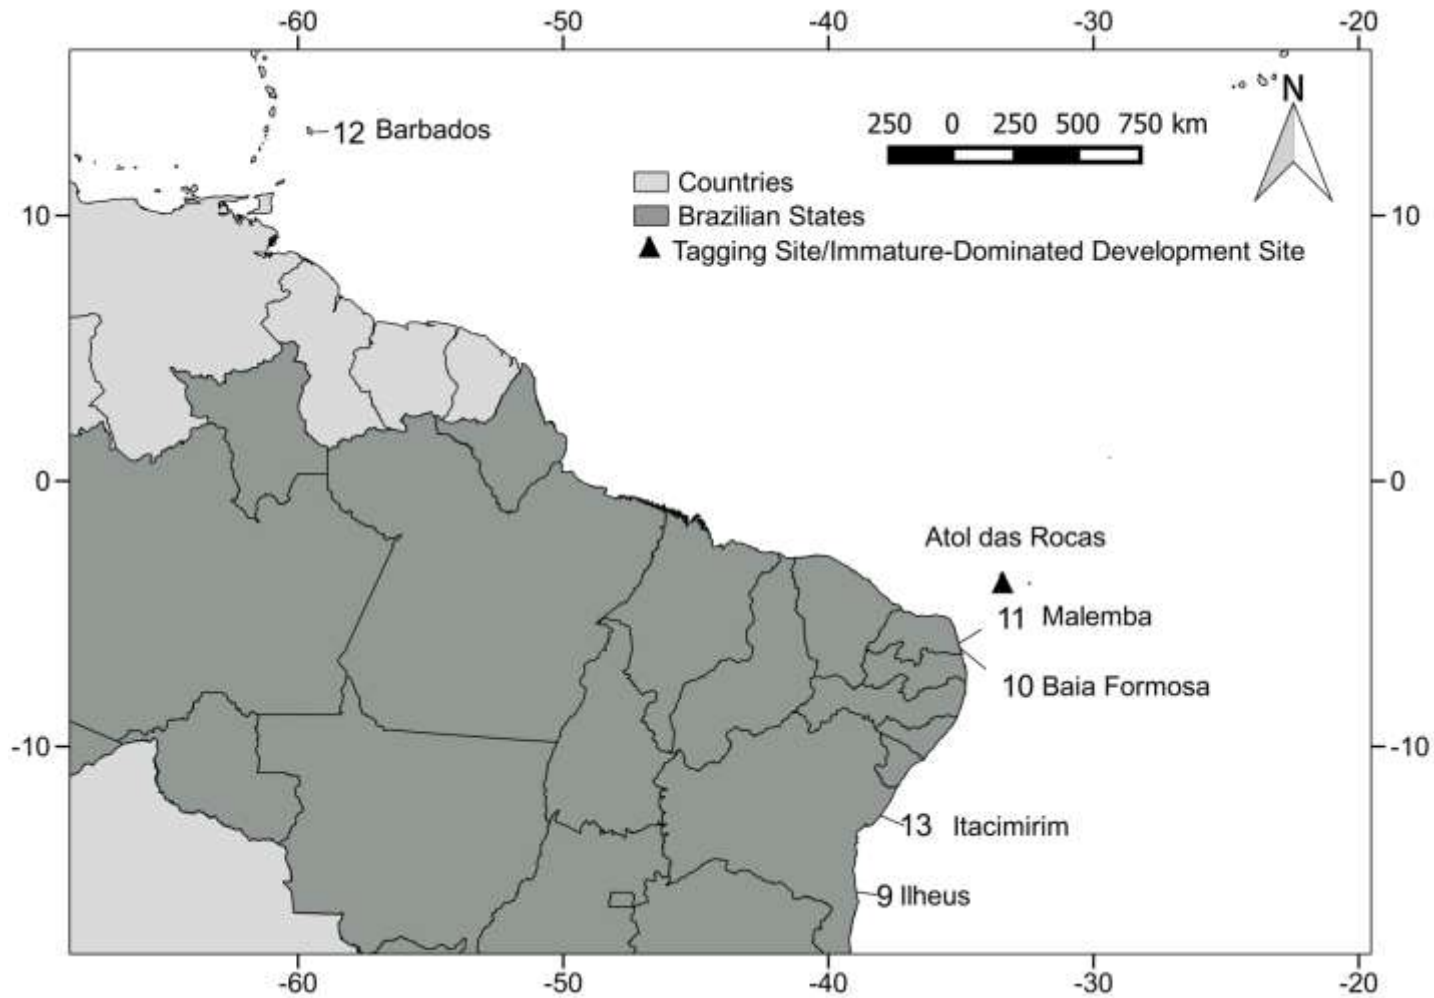 -60 -50 -40 -30 -20
N
12 Barbados
250 0 250 500 750 km
Countries
10 Brazilian States 10
Tagging Site/Immature-Dominated Development Site
0 0
Atol das Rocas
11 Malemba
10 Baia Formosa
-10 -10
13 Itacimirim
9 Ilheus
-60 -50 -40 -30 -20